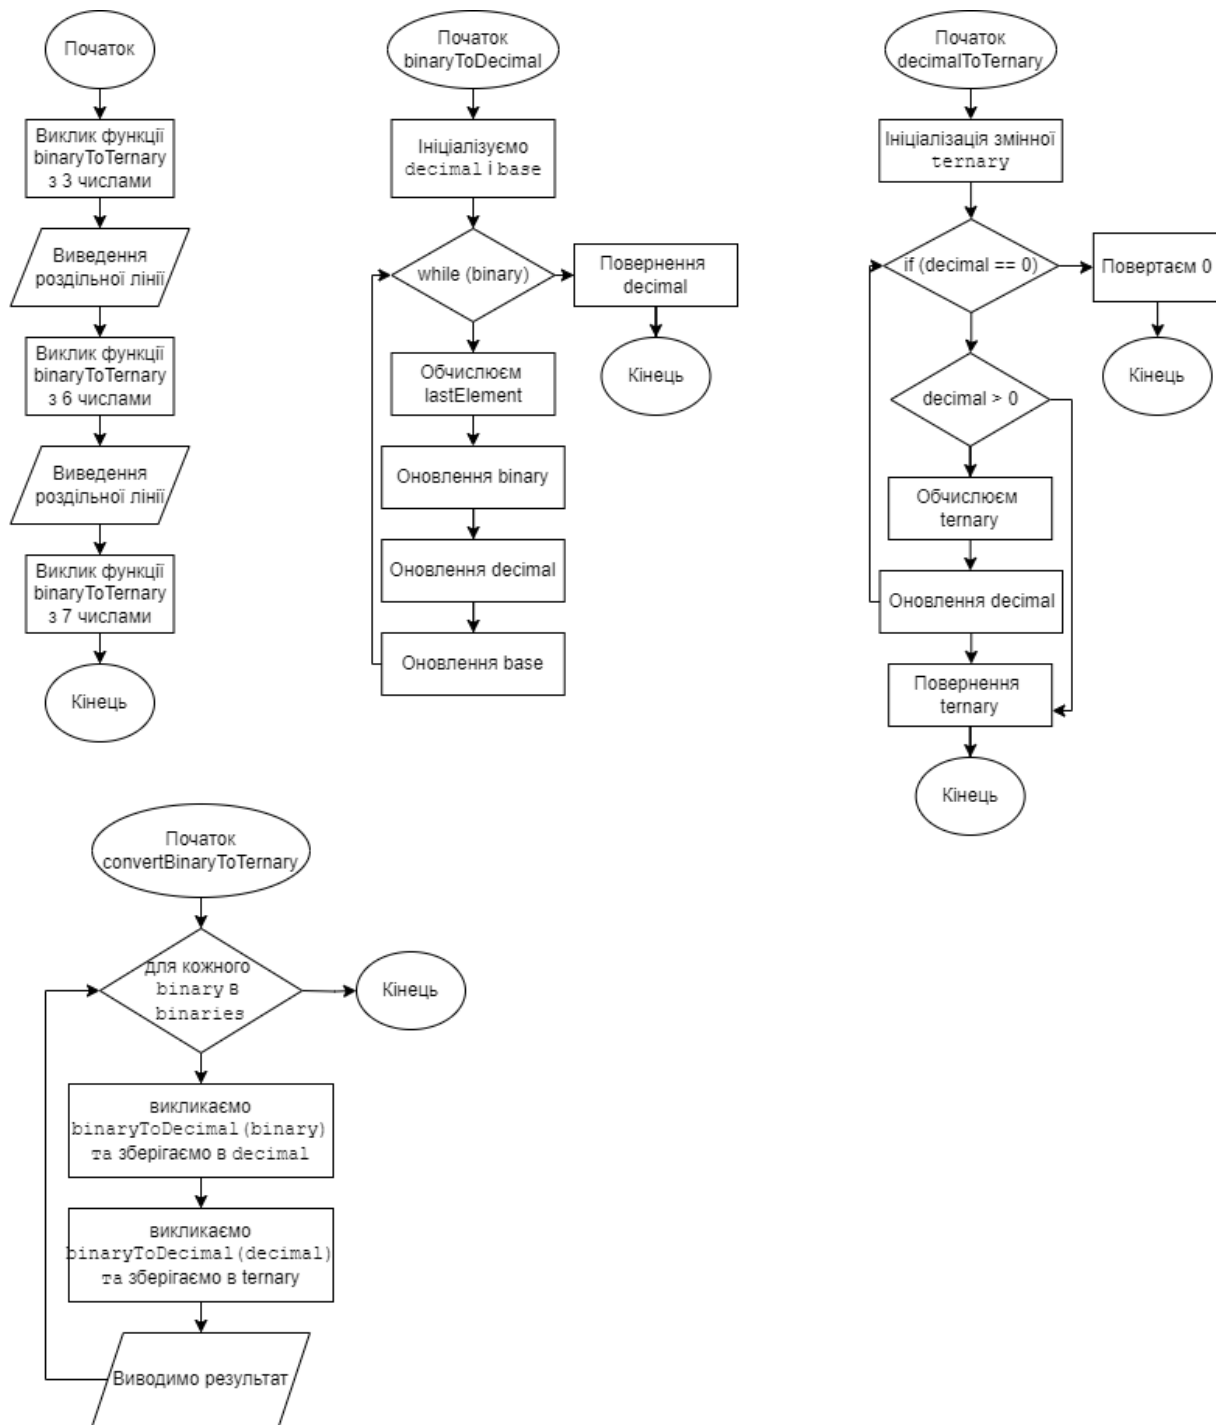 Початок
Виклик функції
binaryToTernary
з 3 числами
Виведення
роздільної лінії
Виклик функції
binaryToTernary
з 6 числами
Виведення
роздільної лінії
Виклик функції
binaryToTernary
з 7 числами
Кінець
Початок
binaryToDecimal
Ініціалізуємо
decimal і base
while (binary)
Повернення
decimal
Кінець
Обчислюєм
lastElement
Оновлення binary
Оновлення decimal
Оновлення base
Початок
decimalToTernary
Ініціалізація змінної
ternary
if (decimal == 0)
Повертаєм 0
Кінець
decimal > 0
Обчислюєм
ternary
Оновлення decimal
Повернення
ternary
Кінець
Початок
convertBinaryToTernary
для кожного
binary в
binaries
Кінець
викликаємо
binaryToDecimal(binary)
та зберігаємо в decimal
викликаємо
binaryToDecimal(decimal)
та зберігаємо в ternary
Виводимо результат